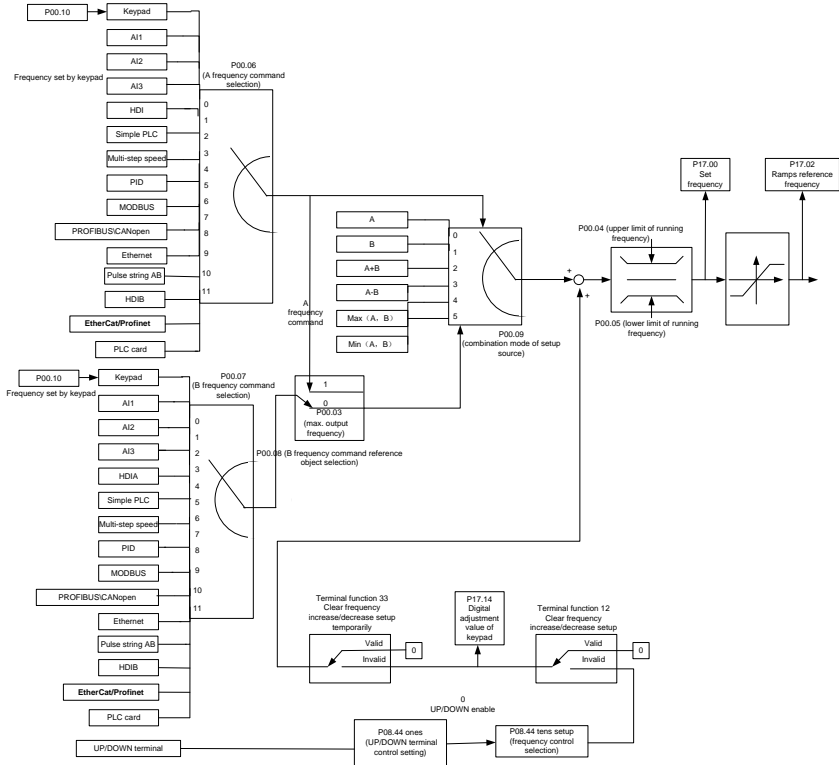 P00.10
Keypad
AI1
AI2
Frequency set by keypad
AI3
HDI
Simple PLC
Multi-step speed
PID
MODBUS
PROFIBUS\CANopen
Ethernet
Pulse string AB
HDIB
EtherCat/Profinet
PLC card
P00.06
(A frequency command
selection)
0
1
2
3
4
5
6
7
8
9
10
11
A
frequency
command
A
B
A+B
A-B
Max（A，B）
Min（A，B）
0
1
2
3
4
5
P00.09
(combination mode of setup
source)
+
+
P00.04 (upper limit of running
frequency)
P00.05 (lower limit of running
frequency)
P17.00
Set
frequency
P17.02
Ramps reference
frequency
P00.10
Frequency set by keypad
Keypad
AI1
AI2
AI3
HDIA
Simple PLC
Multi-step speed
PID
MODBUS
PROFIBUS\CANopen
Ethernet
Pulse string AB
HDIB
EtherCat/Profinet
PLC card
P00.07
(B frequency command
selection)
0
1
2
3
4
5
6
7
8
9
10
11
1
0
P00.03
(max. output
frequency)
P00.08 (B frequency command reference
object selection)
Terminal function 33
Clear frequency
increase/decrease setup
temporarily
Valid
Invalid
0
P17.14
Digital
adjustment
value of
keypad
Terminal function 12
Clear frequency
increase/decrease setup
Valid
Invalid
0
0
UP/DOWN enable
UP/DOWN terminal
P08.44 ones
(UP/DOWN terminal
control setting)
P08.44 tens setup
(frequency control
selection)